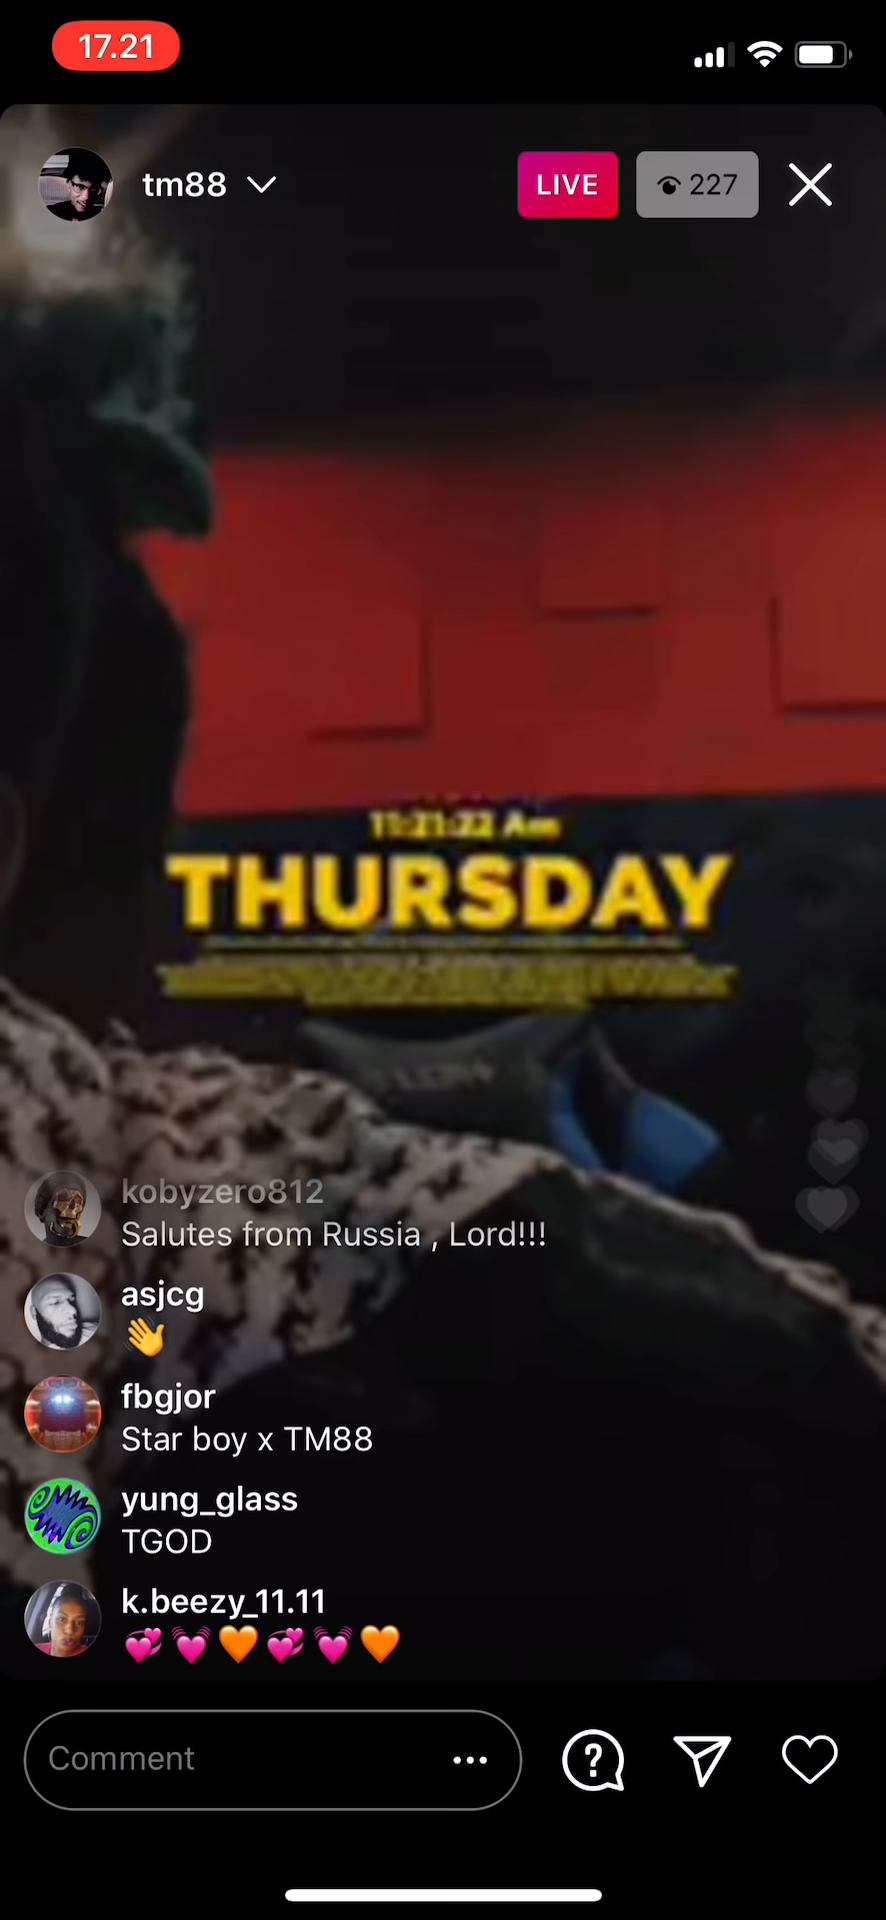 17.21
tm88
LIVE
227
11:21:22 Am
THURSDAY
kobyzero812
Salutes from Russia , Lord!!!
asjcg
👋
fbgjor
Star boy x TM88
yung_glass
TGOD
k.beezy_11.11
💞💓🧡💞💓🧡
Comment